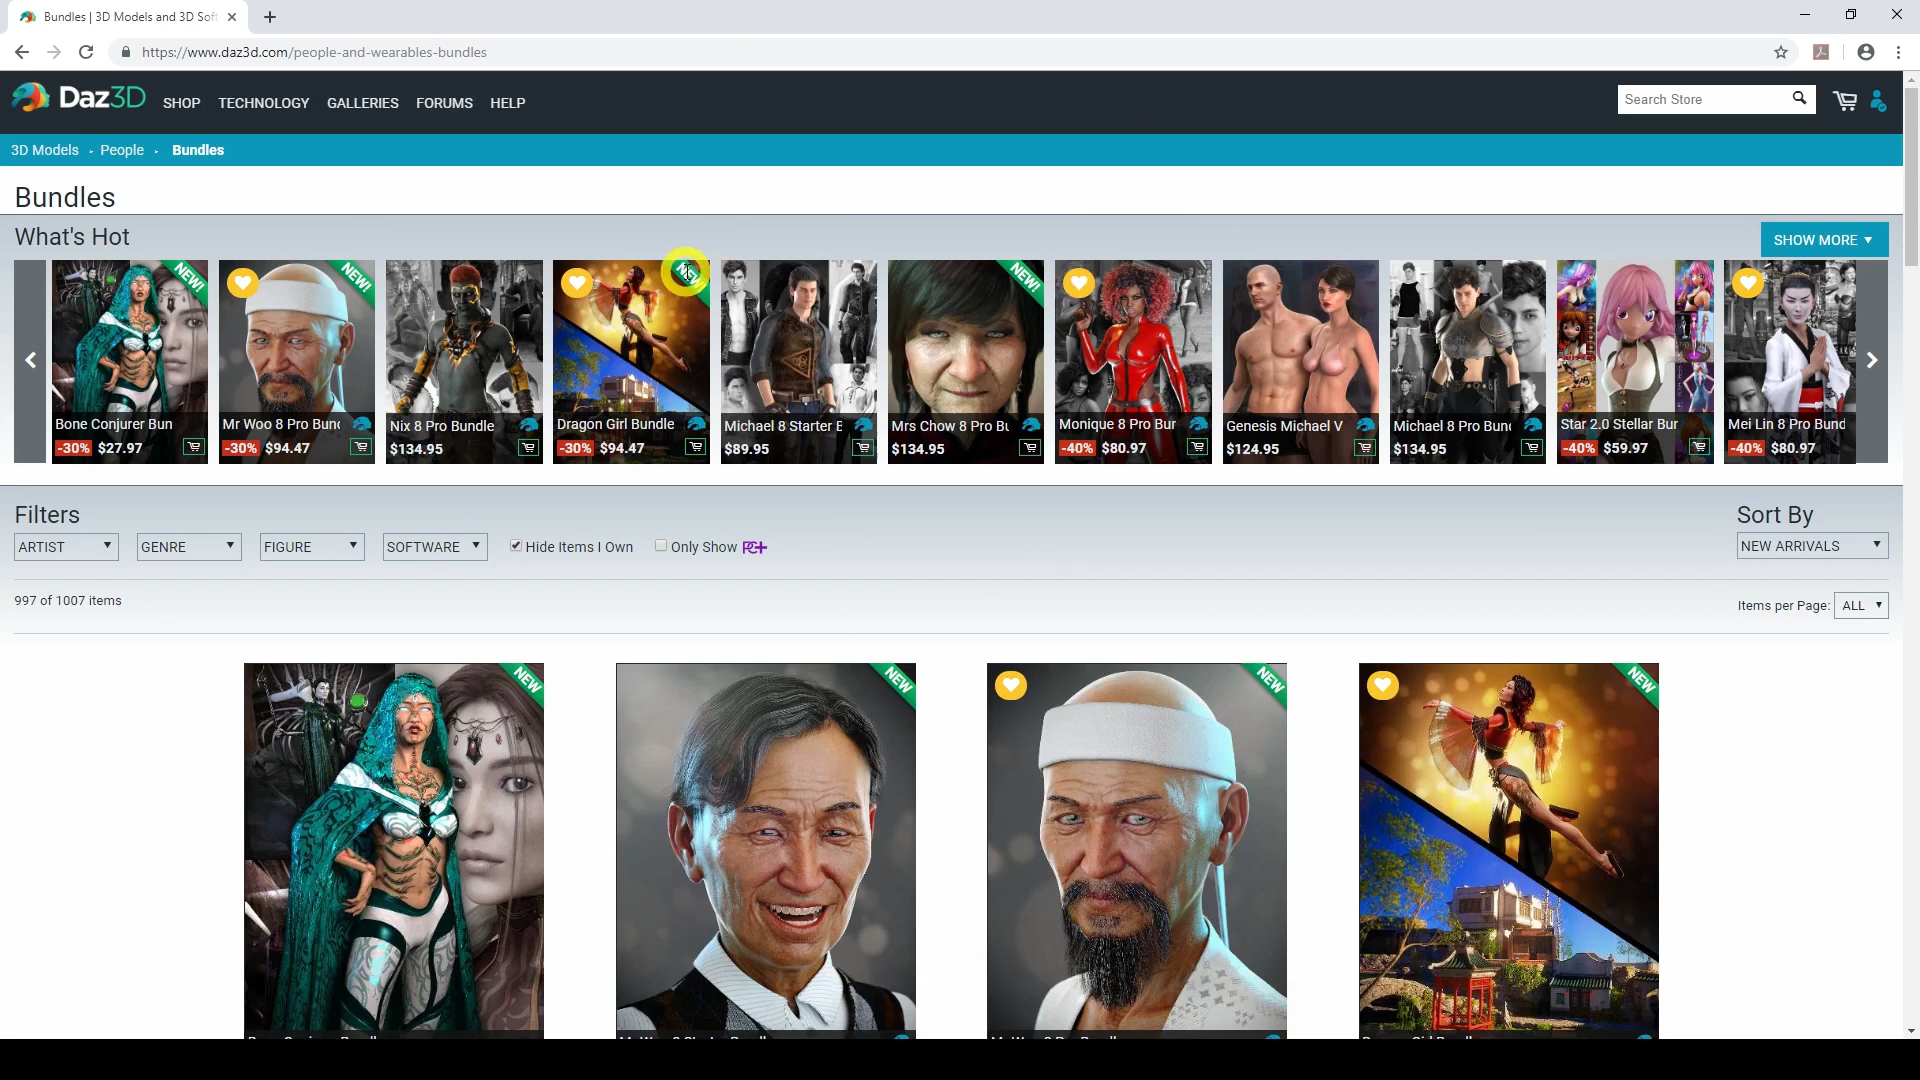 Bundles | 3D Models and 3D Soft
https://www.daz3d.com/people-and-wearables-bundles
Daz3D SHOP TECHNOLOGY GALLERIES FORUMS HELP Search Store
3D Models People Bundles
Bundles
What's Hot
SHOW MORE
NEW! NEW! NEW! NEW!
Bone Conjurer Bun
-30% $27.97
Mr Woo 8 Pro Bund
-30% $94.47
Nix 8 Pro Bundle
$134.95
Dragon Girl Bundle
-30% $94.47
Michael 8 Starter B
$89.95
Mrs Chow 8 Pro Bu
$134.95
Monique 8 Pro Bur
-40% $80.97
Genesis Michael V
$124.95
Michael 8 Pro Bun
$134.95
Star 2.0 Stellar Bur
-40% $59.97
Mei Lin 8 Pro Bund
-40% $80.97
Filters
Sort By
ARTIST GENRE FIGURE SOFTWARE Hide Items I Own Only Show PC+
NEW ARRIVALS
997 of 1007 items
Items per Page: ALL
NEW NEW NEW NEW